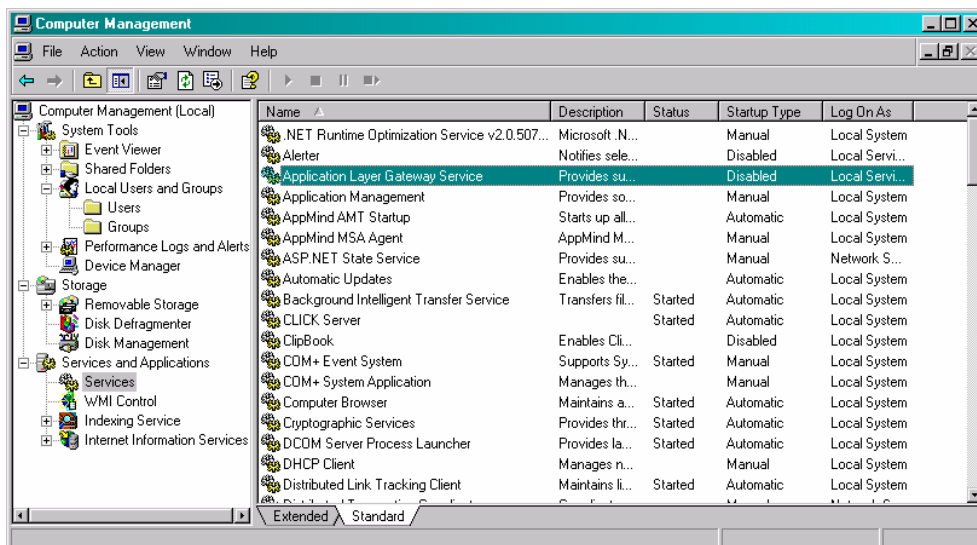 Computer Management
File Action View Window Help
Computer Management (Local)
System Tools
Event Viewer
Shared Folders
Local Users and Groups
Users
Groups
Performance Logs and Alerts
Device Manager
Storage
Removable Storage
Disk Defragmenter
Disk Management
Services and Applications
Services
WMI Control
Indexing Service
Internet Information Services
Name Description Status Startup Type Log On As
.NET Runtime Optimization Service v2.0.507... Microsoft .N... Manual Local System
Alerter Notifies sele... Disabled Local Servi...
Application Layer Gateway Service Provides su... Disabled Local Servi...
Application Management Provides so... Manual Local System
AppMind AMT Startup Starts up all... Automatic Local System
AppMind MSA Agent AppMind M... Manual Local System
ASP.NET State Service Provides su... Manual Network S...
Automatic Updates Enables the... Automatic Local System
Background Intelligent Transfer Service Transfers fil... Started Automatic Local System
CLICK Server Started Automatic Local System
ClipBook Enables Cli... Disabled Local System
COM+ Event System Supports Sy... Started Manual Local System
COM+ System Application Manages th... Manual Local System
Computer Browser Maintains a... Started Automatic Local System
Cryptographic Services Provides thr... Started Automatic Local System
DCOM Server Process Launcher Provides la... Started Automatic Local System
DHCP Client Manages n... Manual Local System
Distributed Link Tracking Client Maintains li... Started Automatic Local System
Extended Standard